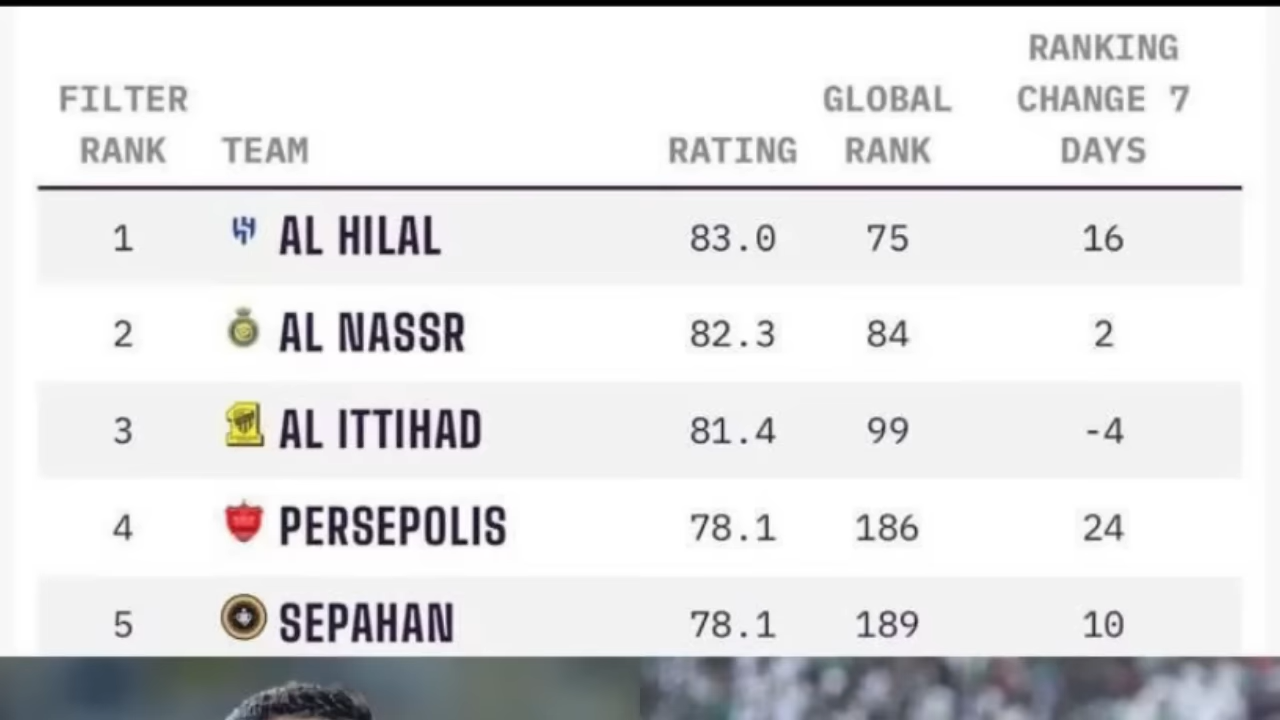 RANKING
FILTER GLOBAL CHANGE 7
RANK TEAM RATING RANK DAYS
1 AL HILAL 83.0 75 16
2 AL NASSR 82.3 84 2
3 AL ITTIHAD 81.4 99 -4
4 PERSEPOLIS 78.1 186 24
5 SEPAHAN 78.1 189 10